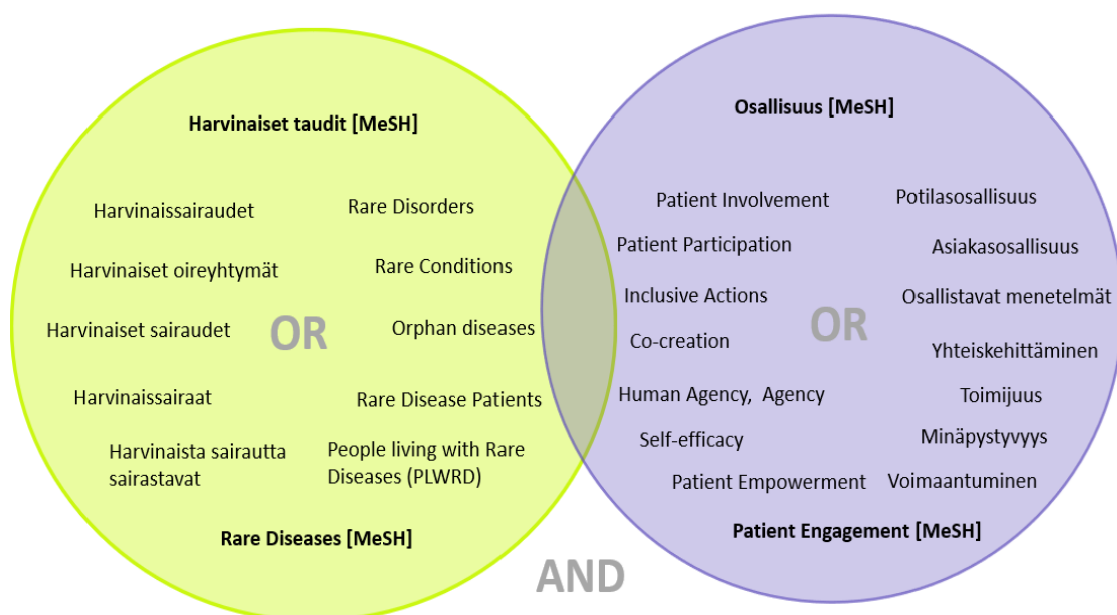 Harvinaiset taudit [MeSH]
Harvinaissairaudet
Rare Disorders
Harvinaiset oireyhtymät
Rare Conditions
Harvinaiset sairaudet
OR
Orphan diseases
Harvinaissairaat
Rare Disease Patients
Harvinaista sairautta
sairastavat
People living with Rare
Diseases (PLWRD)
Rare Diseases [MeSH]
AND
Osallisuus [MeSH]
Patient Involvement
Potilasosallisuus
Patient Participation
Asiakasosallisuus
Inclusive Actions
Osallistavat menetelmät
OR
Co-creation
Yhteiskehittäminen
Human Agency, Agency
Toimijuus
Self-efficacy
Minäpystyvyys
Patient Empowerment
Voimaantuminen
Patient Engagement [MeSH]